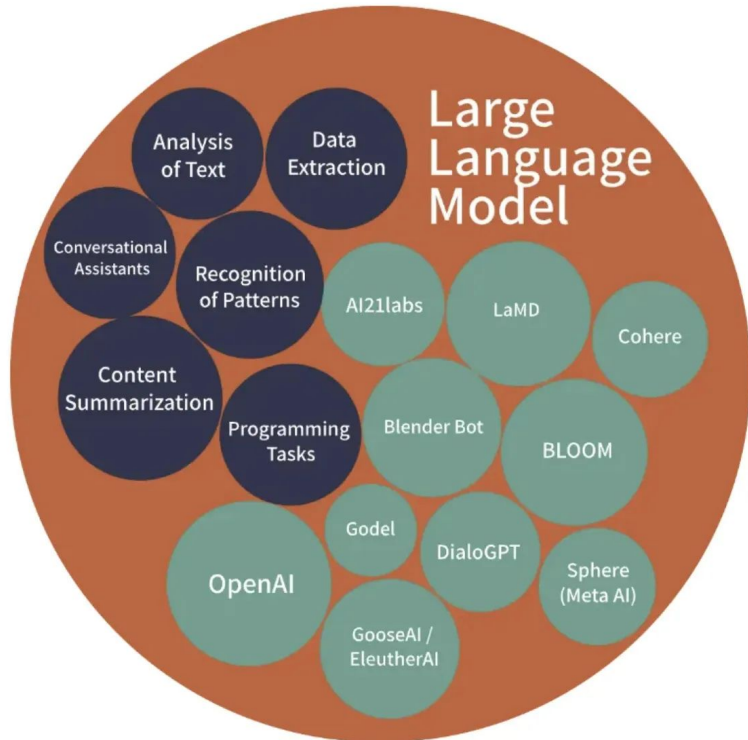 Large
Language
Model
Analysis
of Text
Data
Extraction
Conversational
Assistants
Recognition
of Patterns
AI21labs
LaMD
Cohere
Content
Summarization
Programming
Tasks
Blender Bot
BLOOM
Godel
DialoGPT
OpenAI
Sphere
(Meta AI)
GooseAI /
EleutherAI